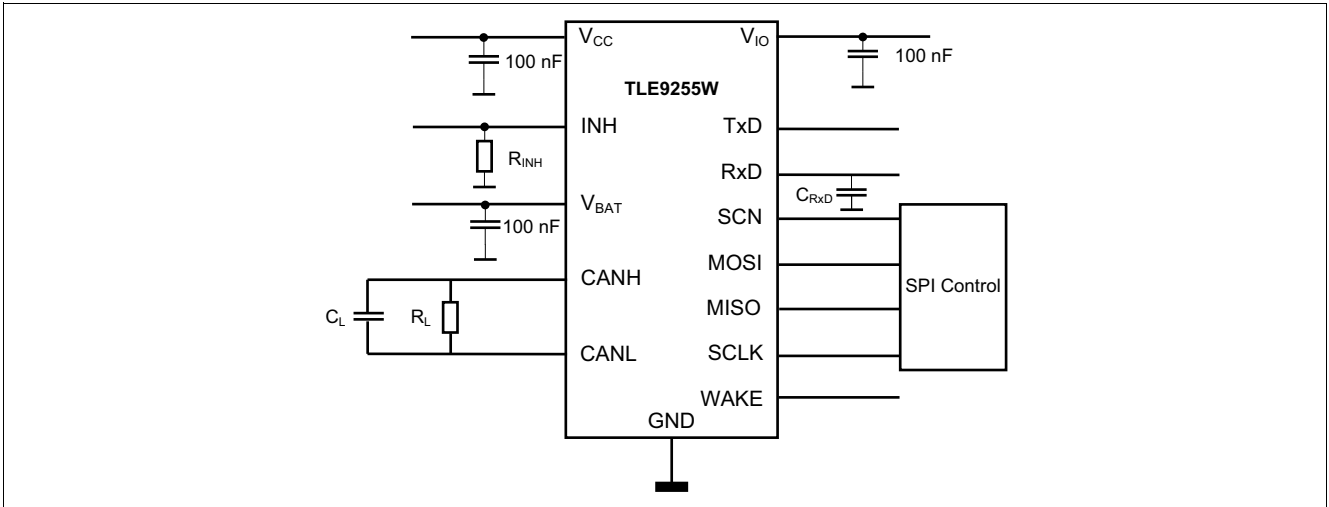 V_CC
V_IO
100 nF
100 nF
TLE9255W
INH
TxD
R_INH
RxD
C_RxD
V_BAT
SCN
100 nF
MOSI
CANH
SPI Control
C_L
R_L
MISO
CANL
SCLK
WAKE
GND